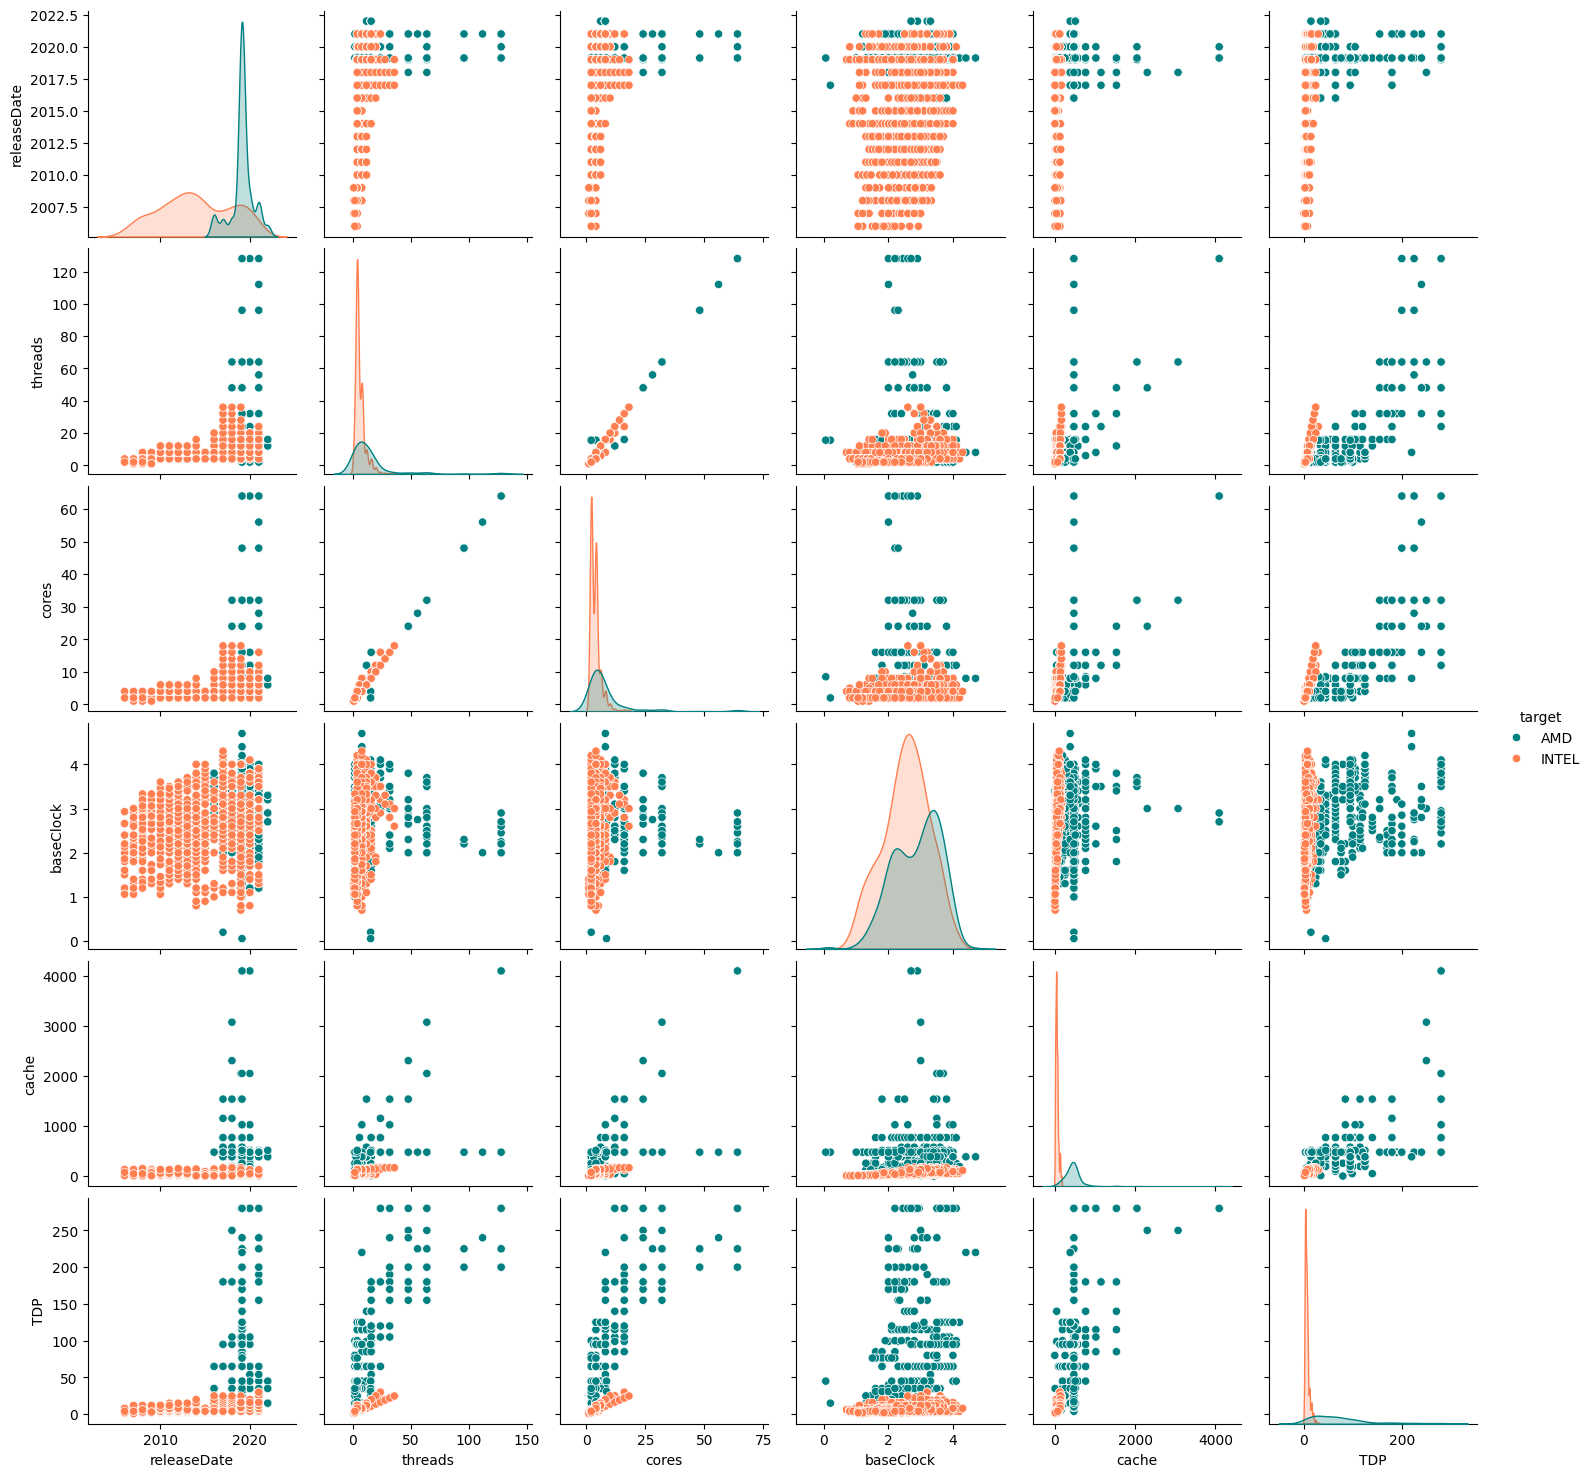 2022.5
2020.0
2017.5
2015.0
2012.5
2010.0
2007.5
releaseDate
120
100
80
60
40
20
0
threads
60
50
40
30
20
10
0
cores
4
3
2
1
0
baseClock
target
AMD
INTEL
4000
3000
2000
1000
0
cache
250
200
150
100
50
0
TDP
2010 2020
0 50 100 150
0 25 50 75
0 2 4
0 2000 4000
0 200
releaseDate threads cores baseClock cache TDP